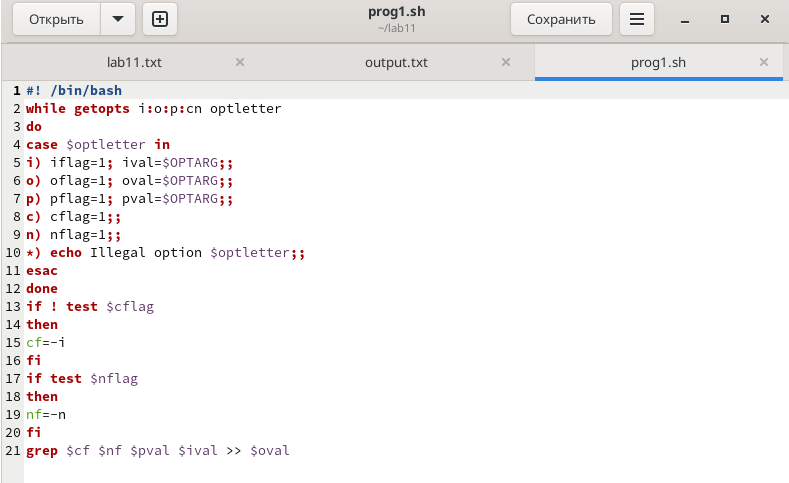 Открыть
prog1.sh
~/lab11
Сохранить
lab11.txt
output.txt
prog1.sh
1 #! /bin/bash
2 while getopts i:o:p:cn optletter
3 do
4 case $optletter in
5 i) iflag=1; ival=$OPTARG;;
6 o) oflag=1; oval=$OPTARG;;
7 p) pflag=1; pval=$OPTARG;;
8 c) cflag=1;;
9 n) nflag=1;;
10 *) echo Illegal option $optletter;;
11 esac
12 done
13 if ! test $cflag
14 then
15 cf=-i
16 fi
17 if test $nflag
18 then
19 nf=-n
20 fi
21 grep $cf $nf $pval $ival >> $oval